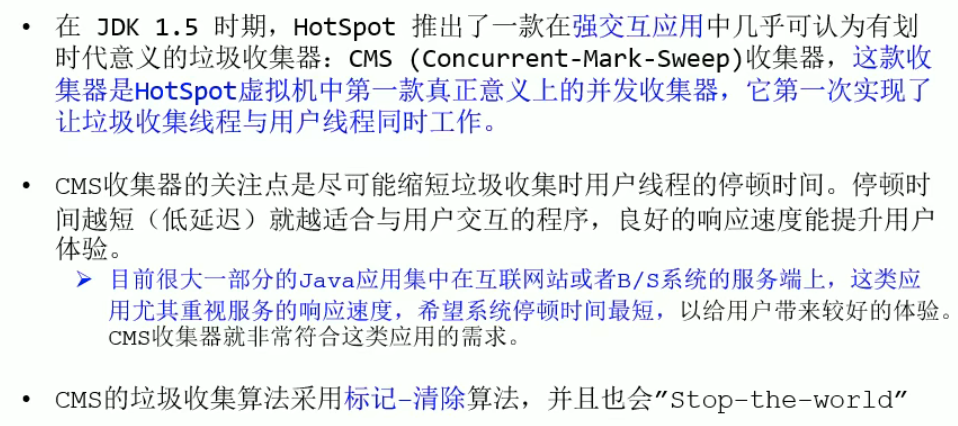 • 在 JDK 1.5 时期，HotSpot 推出了一款在强交互应用中几乎可认为有划
时代意义的垃圾收集器：CMS (Concurrent-Mark-Sweep)收集器，这款收
集器是HotSpot虚拟机中第一款真正意义上的并发收集器，它第一次实现了
让垃圾收集线程与用户线程同时工作。
• CMS收集器的关注点是尽可能缩短垃圾收集时用户线程的停顿时间。停顿时
间越短（低延迟）就越适合与用户交互的程序，良好的响应速度能提升用户
体验。
➢ 目前很大一部分的Java应用集中在互联网站或者B/S系统的服务端上，这类应
用尤其重视服务的响应速度，希望系统停顿时间最短，以给用户带来较好的体验。
CMS收集器就非常符合这类应用的需求。
• CMS的垃圾收集算法采用标记-清除算法，并且也会"Stop-the-world"